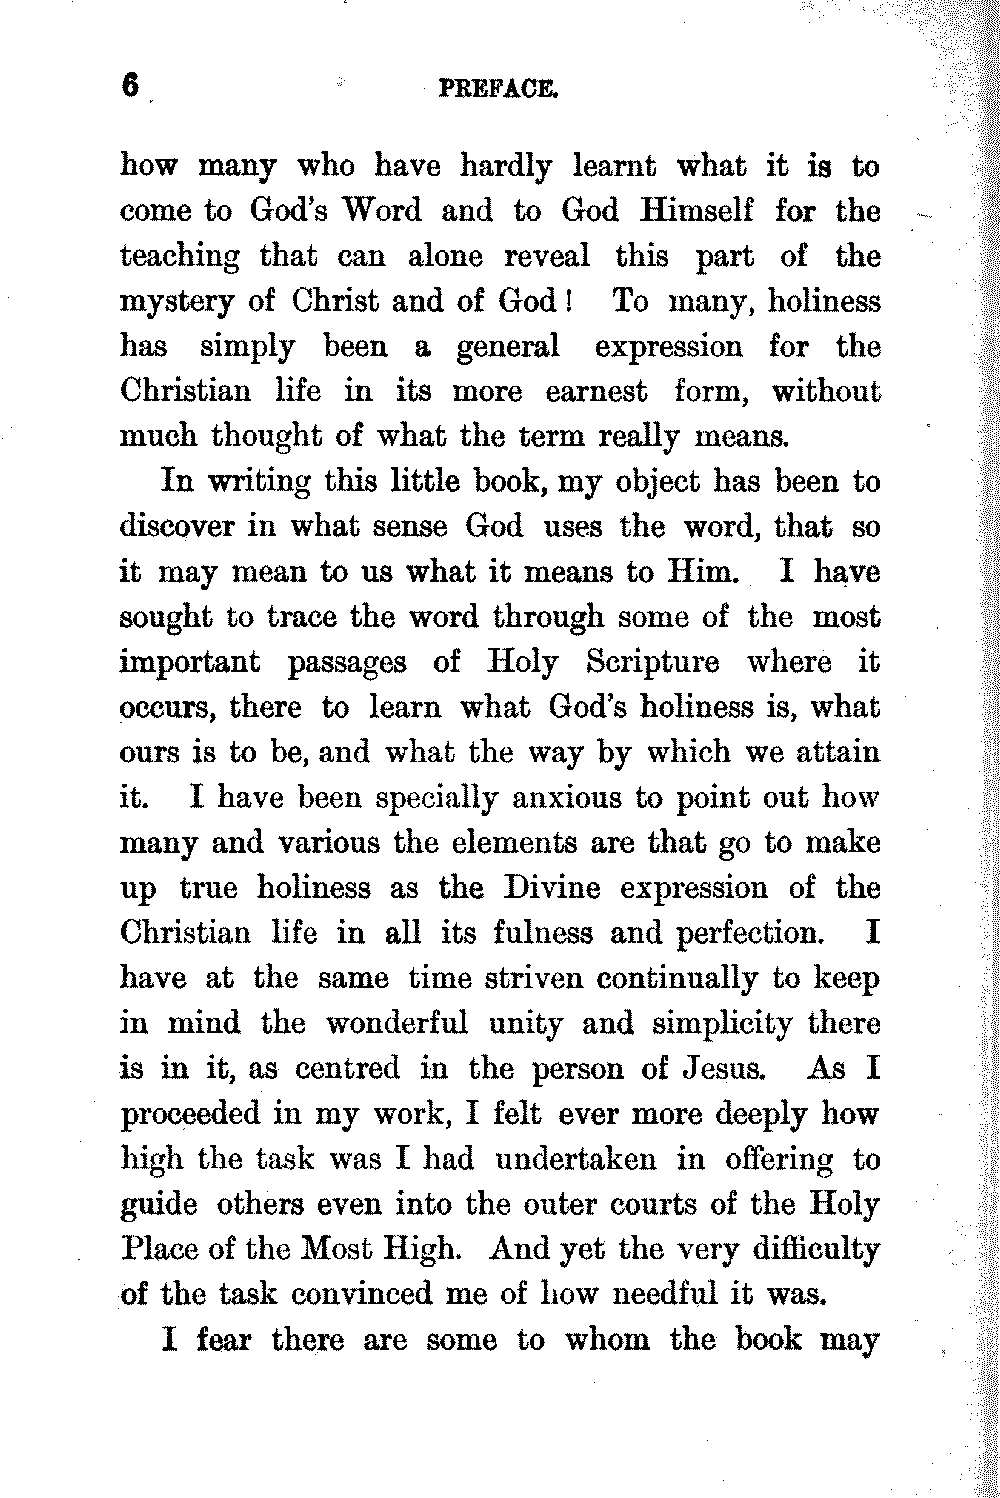 6 PREFACE.
how many who have hardly learnt what it is to
come to God's Word and to God Himself for the
teaching that can alone reveal this part of the
mystery of Christ and of God! To many, holiness
has simply been a general expression for the
Christian life in its more earnest form, without
much thought of what the term really means.
In writing this little book, my object has been to
discover in what sense God uses the word, that so
it may mean to us what it means to Him. I have
sought to trace the word through some of the most
important passages of Holy Scripture where it
occurs, there to learn what God's holiness is, what
ours is to be, and what the way by which we attain
it. I have been specially anxious to point out how
many and various the elements are that go to make
up true holiness as the Divine expression of the
Christian life in all its fulness and perfection. I
have at the same time striven continually to keep
in mind the wonderful unity and simplicity there
is in it, as centred in the person of Jesus. As I
proceeded in my work, I felt ever more deeply how
high the task was I had undertaken in offering to
guide others even into the outer courts of the Holy
Place of the Most High. And yet the very difficulty
of the task convinced me of how needful it was.
I fear there are some to whom the book may